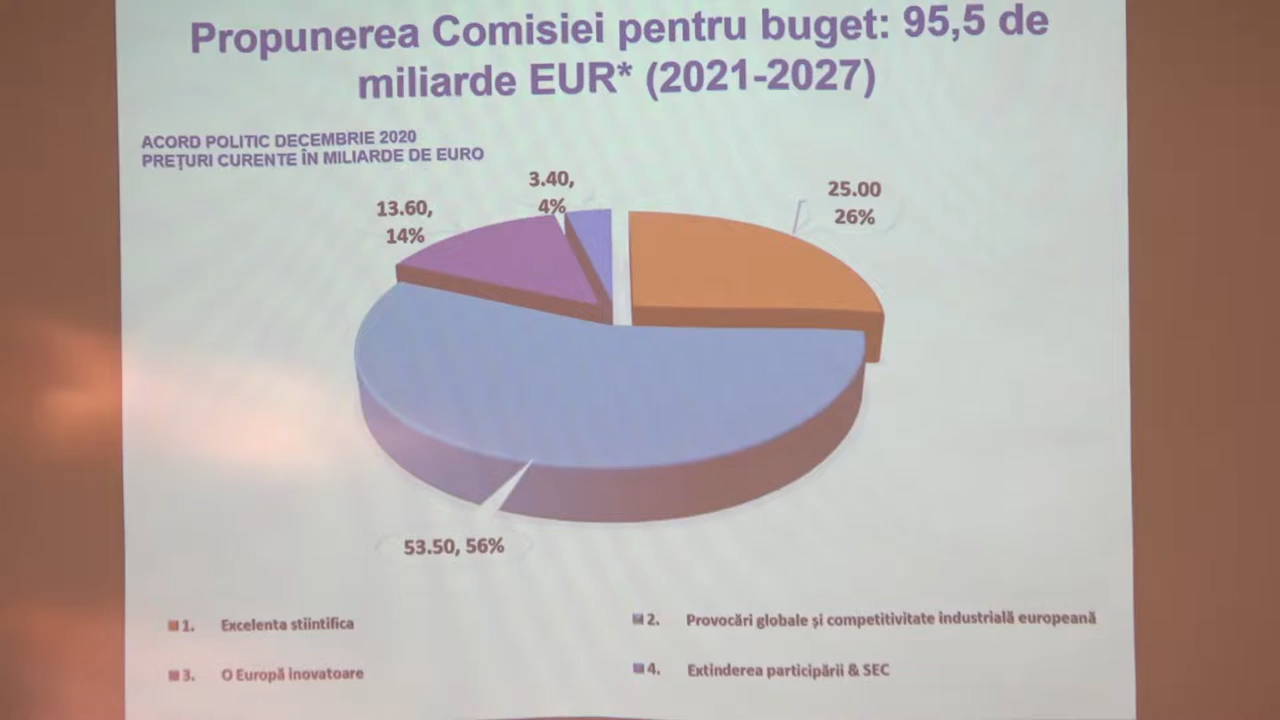 Propunerea Comisiei pentru buget: 95,5 de
miliarde EUR* (2021-2027)
ACORD POLITIC DECEMBRIE 2020
PREȚURI CURENTE ÎN MILIARDE DE EURO
3.40,
4%
13.60,
14%
25.00
26%
53.50, 56%
1. Excelenta stiintifica
2. Provocări globale și competitivitate industrială europeană
3. O Europă inovatoare
4. Extinderea participării & SEC